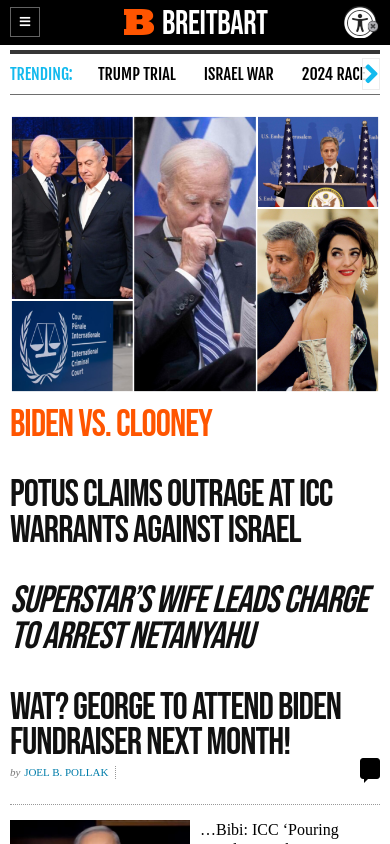 BREITBART
TRENDING: TRUMP TRIAL ISRAEL WAR 2024 RAC
U.S. Embassy Jerusalem
Cour
Pénale
Internationale
International
Criminal
Court
BIDEN VS. CLOONEY
POTUS CLAIMS OUTRAGE AT ICC
WARRANTS AGAINST ISRAEL
SUPERSTAR’S WIFE LEADS CHARGE
TO ARREST NETANYAHU
WAT? GEORGE TO ATTEND BIDEN
FUNDRAISER NEXT MONTH!
by JOEL B. POLLAK
…Bibi: ICC ‘Pouring